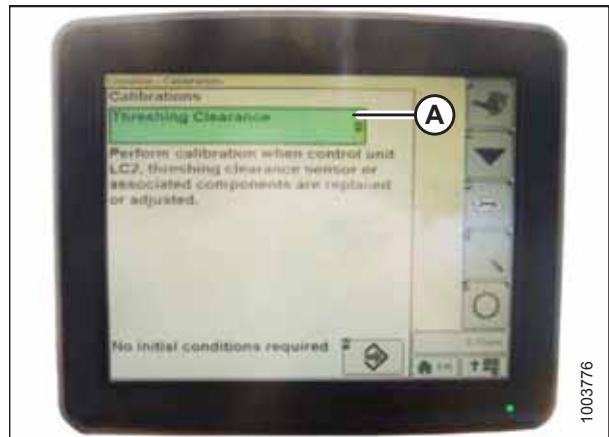 Calibrations
Threshing Clearance
A
Perform calibration when control unit
LC2, threshing clearance sensor or
associated components are replaced
or adjusted.
No initial conditions required
1003776